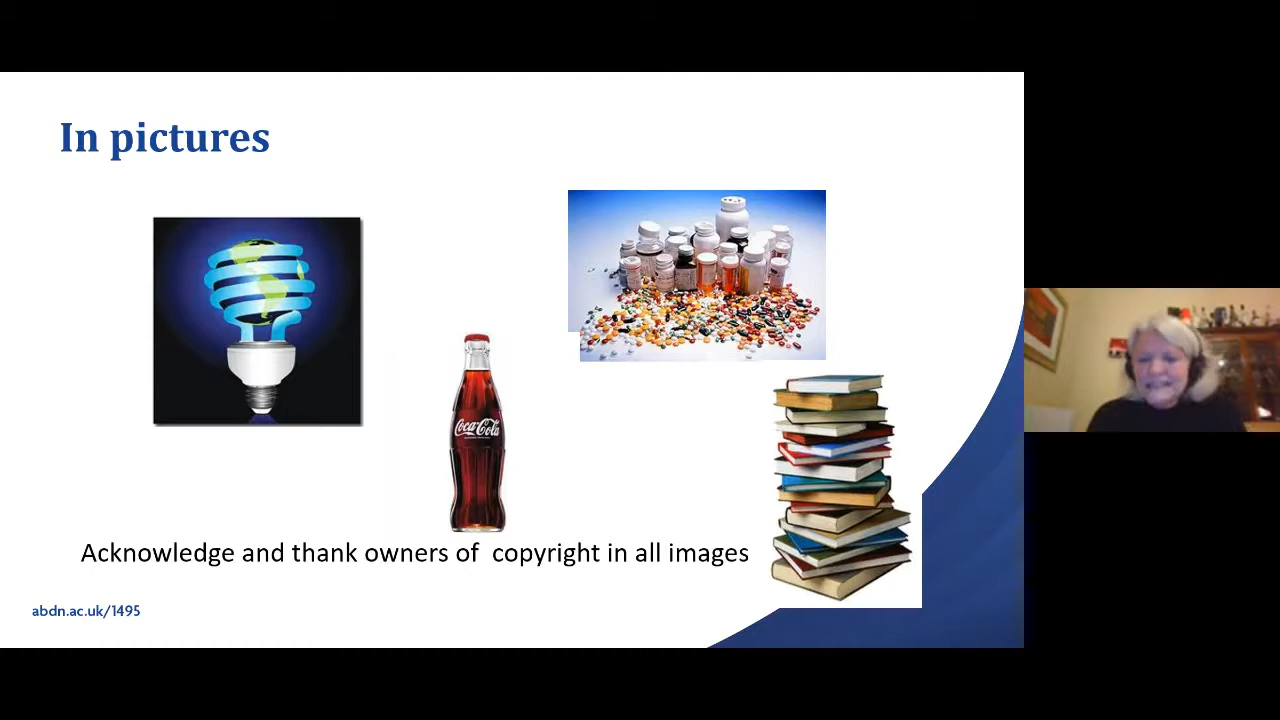 In pictures
Coca-Cola
Acknowledge and thank owners of  copyright in all images
abdn.ac.uk/1495